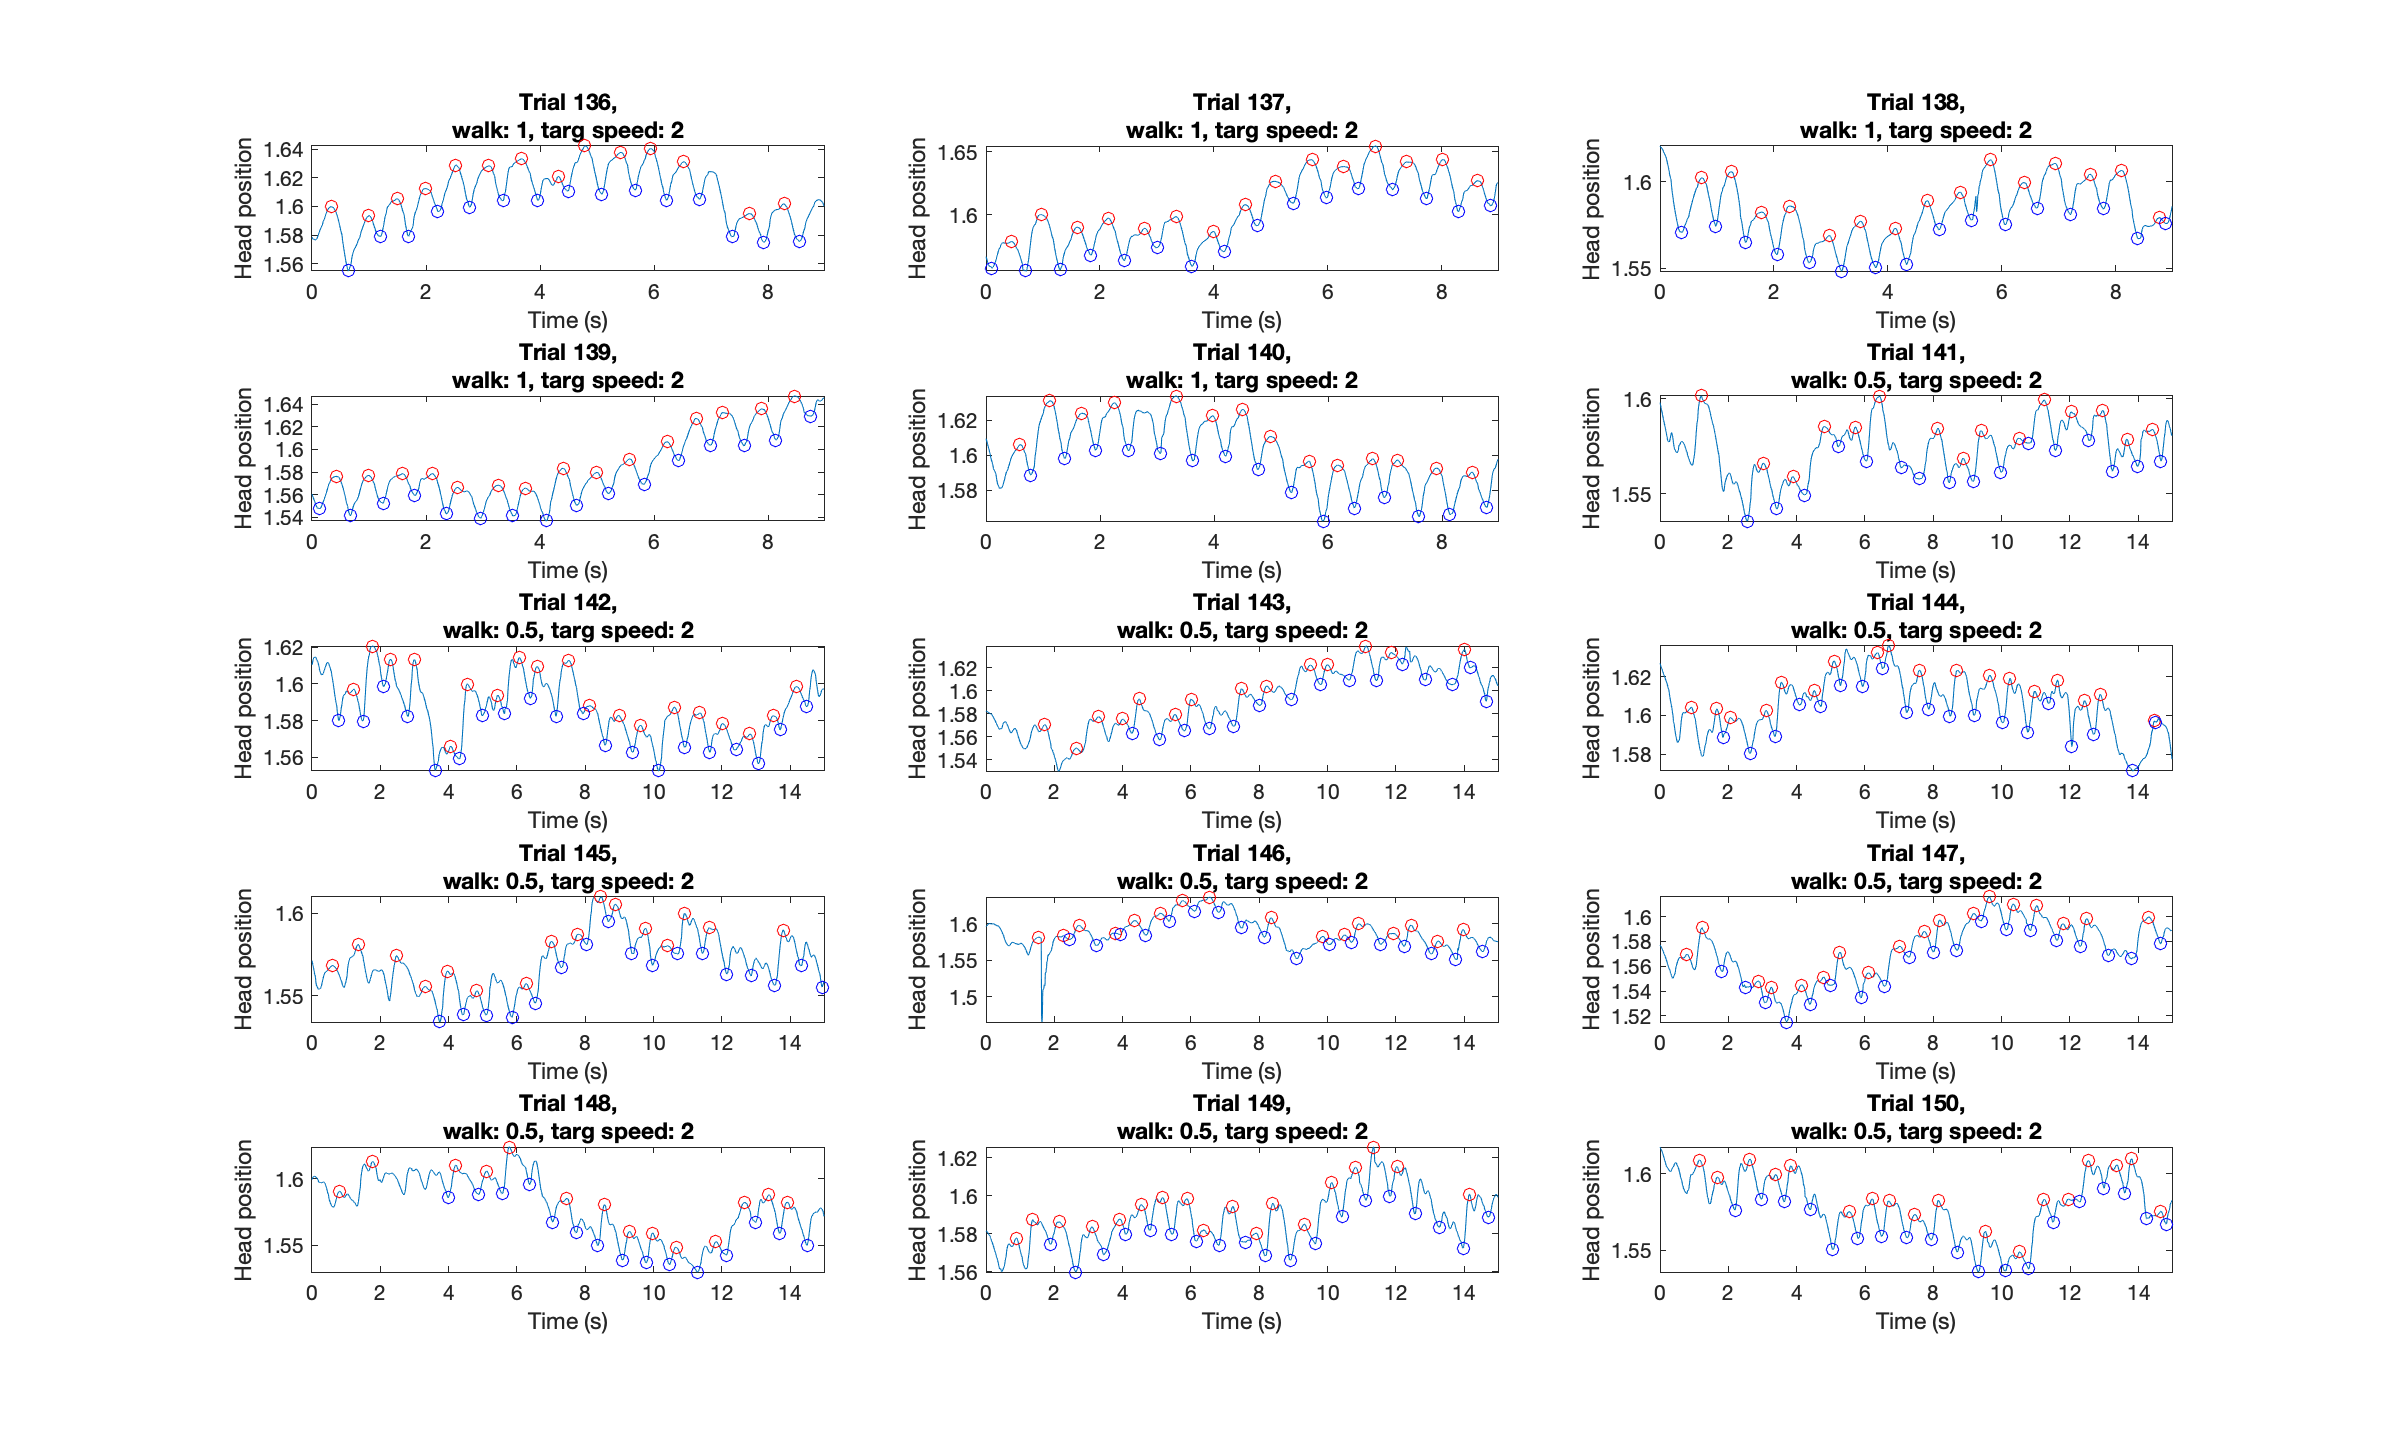 Trial 136,
walk: 1, targ speed: 2
Head position
1.64
1.62
1.6
1.58
1.56
0 2 4 6 8
Time (s)
Trial 137,
walk: 1, targ speed: 2
Head position
1.65
1.6
0 2 4 6 8
Time (s)
Trial 138,
walk: 1, targ speed: 2
Head position
1.6
1.55
0 2 4 6 8
Time (s)
Trial 139,
walk: 1, targ speed: 2
Head position
1.64
1.62
1.6
1.58
1.56
1.54
0 2 4 6 8
Time (s)
Trial 140,
walk: 1, targ speed: 2
Head position
1.62
1.6
1.58
0 2 4 6 8
Time (s)
Trial 141,
walk: 0.5, targ speed: 2
Head position
1.6
1.55
0 2 4 6 8 10 12 14
Time (s)
Trial 142,
walk: 0.5, targ speed: 2
Head position
1.62
1.6
1.58
1.56
0 2 4 6 8 10 12 14
Time (s)
Trial 143,
walk: 0.5, targ speed: 2
Head position
1.62
1.6
1.58
1.56
1.54
0 2 4 6 8 10 12 14
Time (s)
Trial 144,
walk: 0.5, targ speed: 2
Head position
1.62
1.6
1.58
0 2 4 6 8 10 12 14
Time (s)
Trial 145,
walk: 0.5, targ speed: 2
Head position
1.6
1.55
0 2 4 6 8 10 12 14
Time (s)
Trial 146,
walk: 0.5, targ speed: 2
Head position
1.6
1.55
1.5
0 2 4 6 8 10 12 14
Time (s)
Trial 147,
walk: 0.5, targ speed: 2
Head position
1.6
1.58
1.56
1.54
1.52
0 2 4 6 8 10 12 14
Time (s)
Trial 148,
walk: 0.5, targ speed: 2
Head position
1.6
1.55
0 2 4 6 8 10 12 14
Time (s)
Trial 149,
walk: 0.5, targ speed: 2
Head position
1.62
1.6
1.58
1.56
0 2 4 6 8 10 12 14
Time (s)
Trial 150,
walk: 0.5, targ speed: 2
Head position
1.6
1.55
0 2 4 6 8 10 12 14
Time (s)